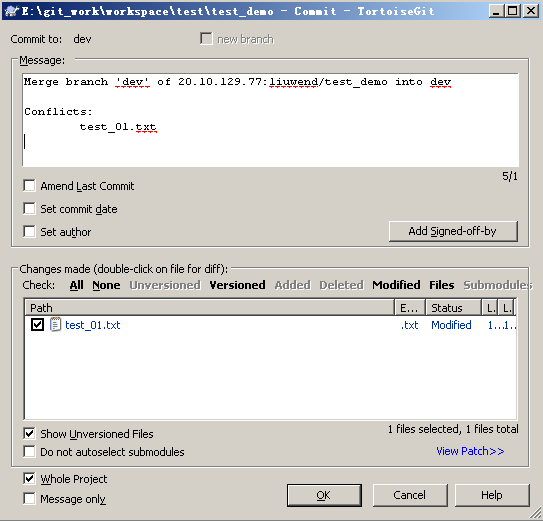 E:\git_work\workspace\test\test_demo - Commit - TortoiseGit
Commit to: dev new branch
Message:
Merge branch 'dev' of 20.10.129.77:liuwend/test_demo into dev
Conflicts:
test_01.txt
5/1
Amend Last Commit
Set commit date
Set author
Add Signed-off-by
Changes made (double-click on file for diff):
Check: All None Unversioned Versioned Added Deleted Modified Files Submodules
Path E... Status L. L.
test_01.txt .txt Modified 1... 1..
Show Unversioned Files
1 files selected, 1 files total
Do not autoselect submodules
View Patch>>
Whole Project
Message only
OK Cancel Help